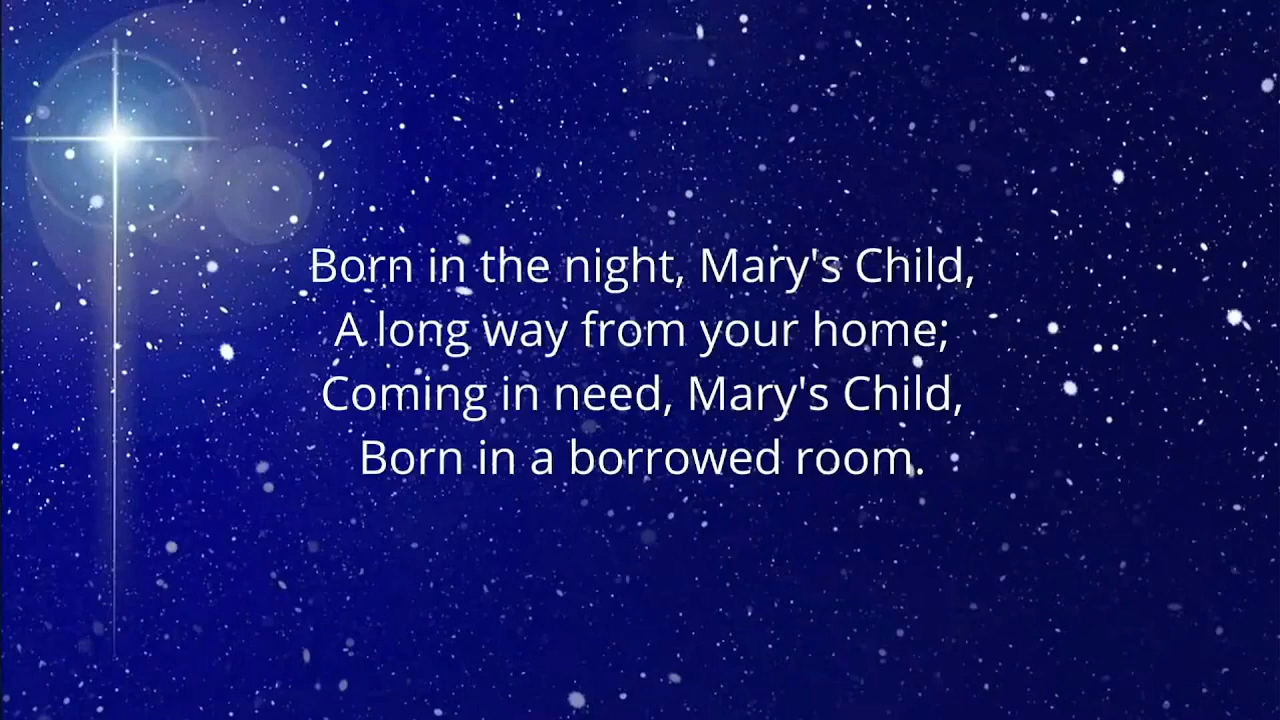 Born in the night, Mary's Child,
A long way from your home;
Coming in need, Mary's Child,
Born in a borrowed room.